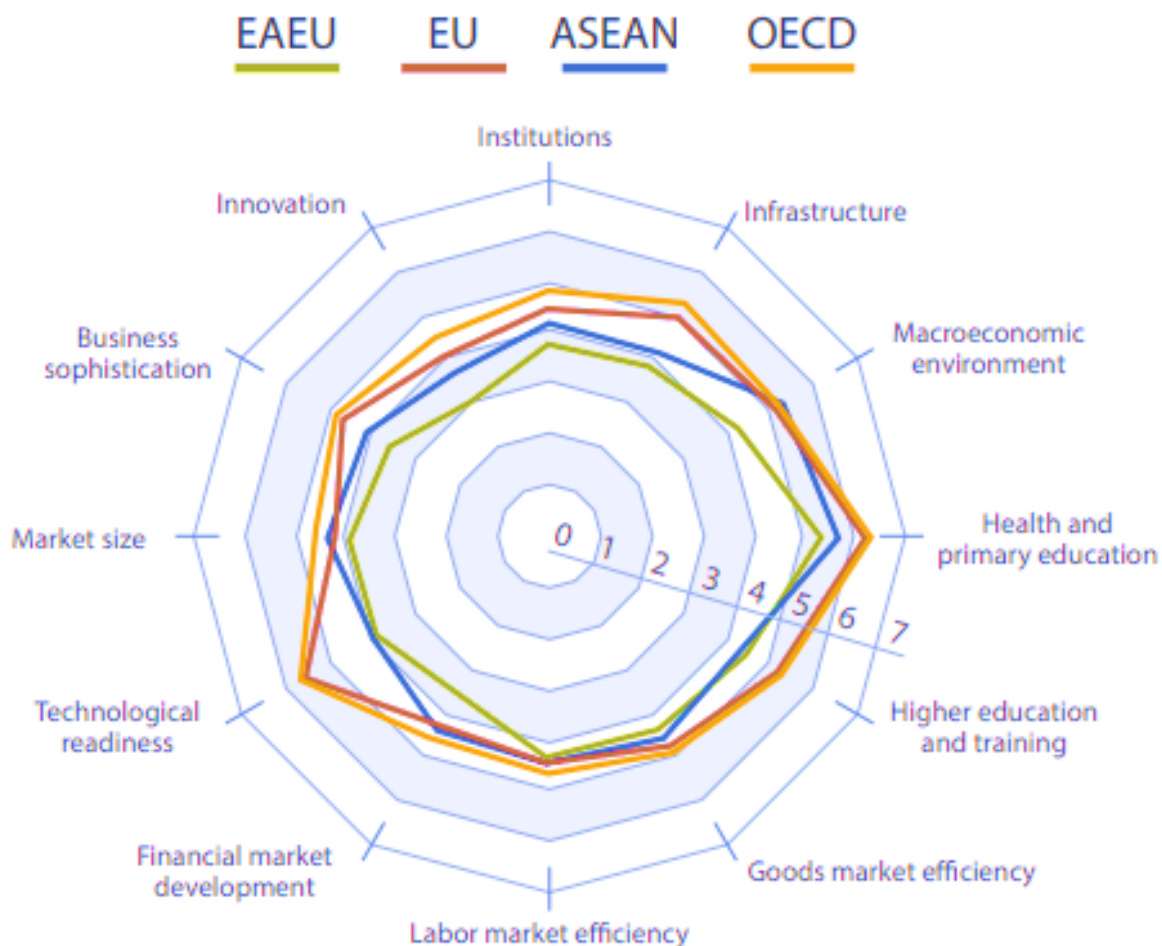 EAEU EU ASEAN OECD
Institutions
Innovation
Infrastructure
Business
sophistication
Macroeconomic
environment
Market size
0 1 2 3 4 5 6 7
Health and
primary education
Technological
readiness
Higher education
and training
Financial market
development
Goods market efficiency
Labor market efficiency